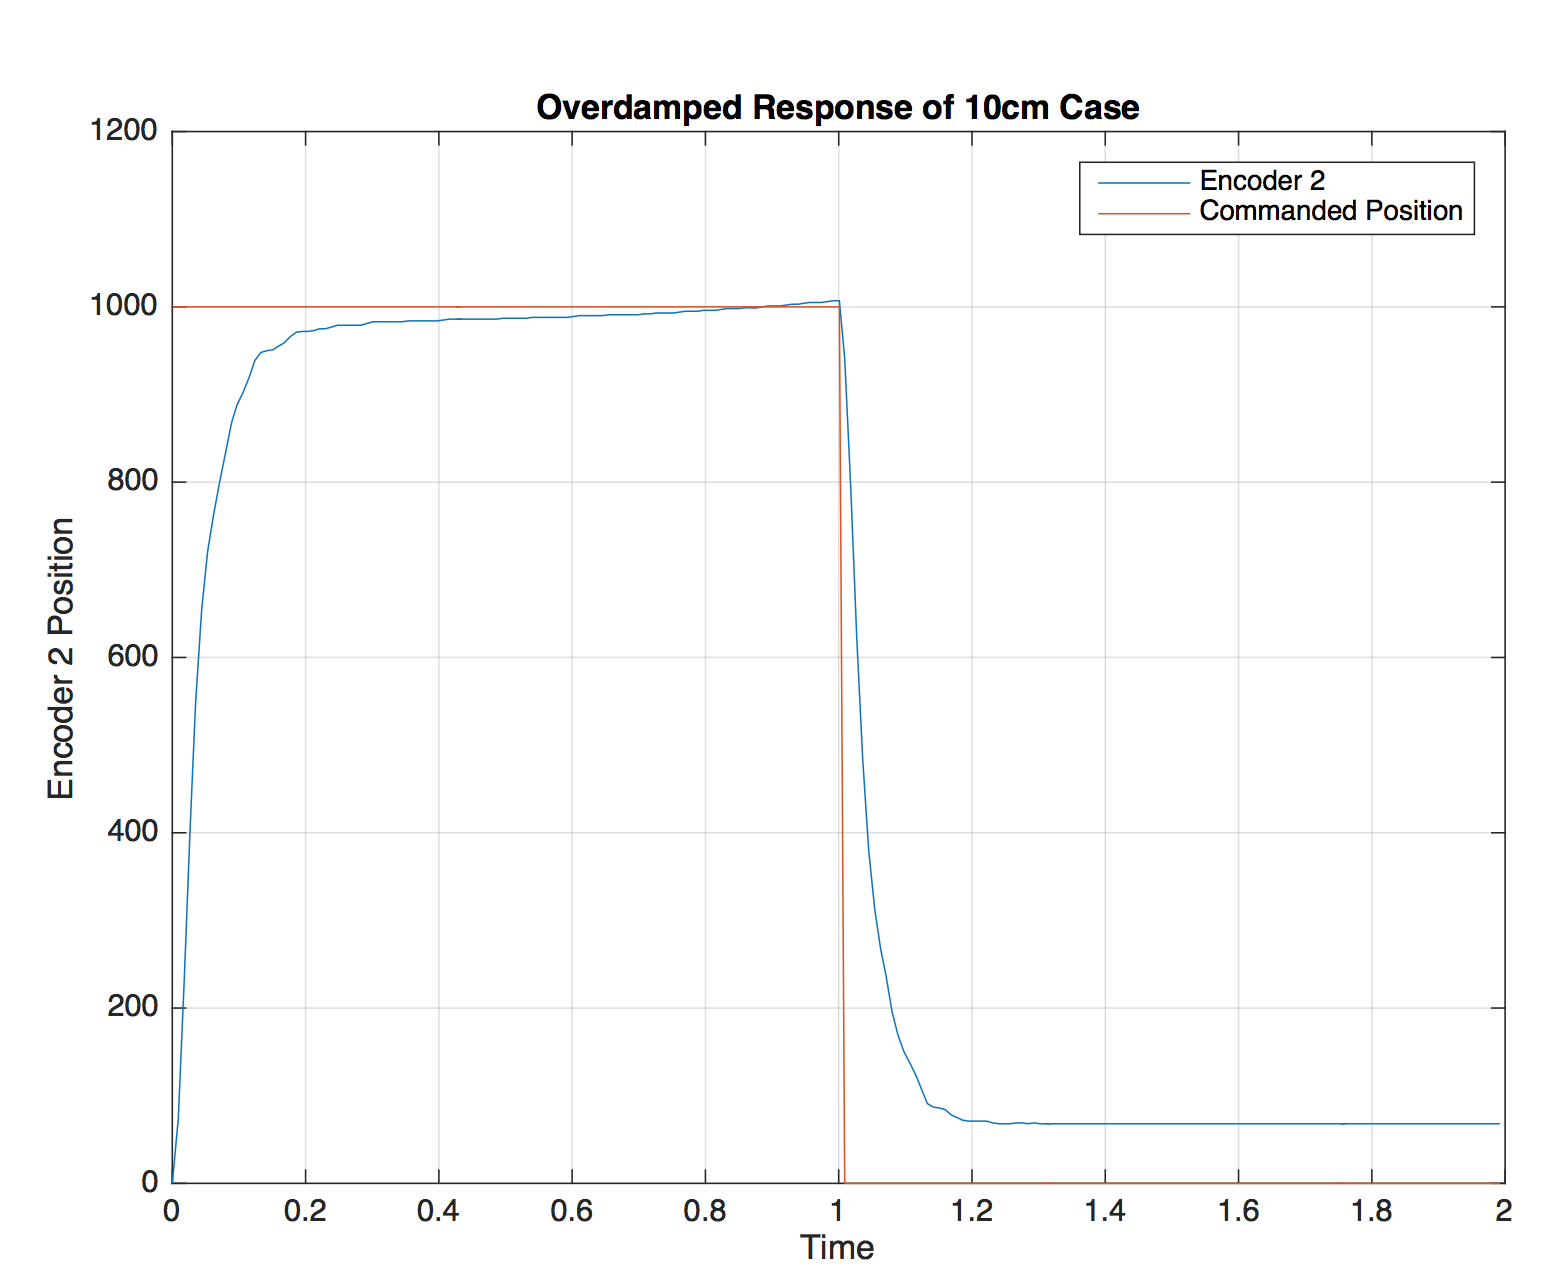 Overdamped Response of 10cm Case
1200
1000
800
600
400
200
0
Encoder 2 Position
Encoder 2
Commanded Position
0 0.2 0.4 0.6 0.8 1 1.2 1.4 1.6 1.8 2
Time